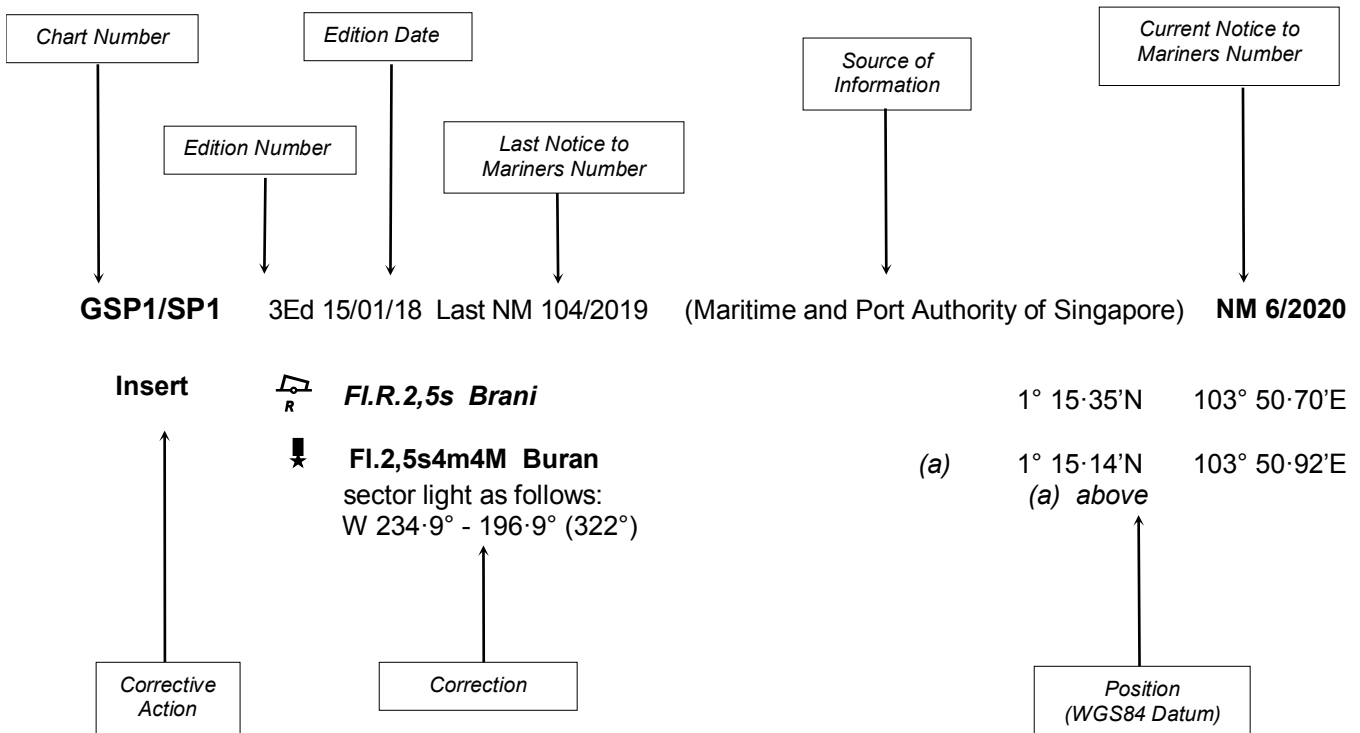 Chart Number
Edition Date
Source of
Information
Current Notice to
Mariners Number
Edition Number
Last Notice to
Mariners Number
GSP1/SP1 3Ed 15/01/18 Last NM 104/2019 (Maritime and Port Authority of Singapore) NM 6/2020
Insert Fl.R.2,5s Brani 1° 15·35’N 103° 50·70’E
R
Fl.2,5s4m4M Buran (a) 1° 15·14’N 103° 50·92’E
sector light as follows: (a) above
W 234·9° - 196·9° (322°)
Corrective
Action
Correction
Position
(WGS84 Datum)